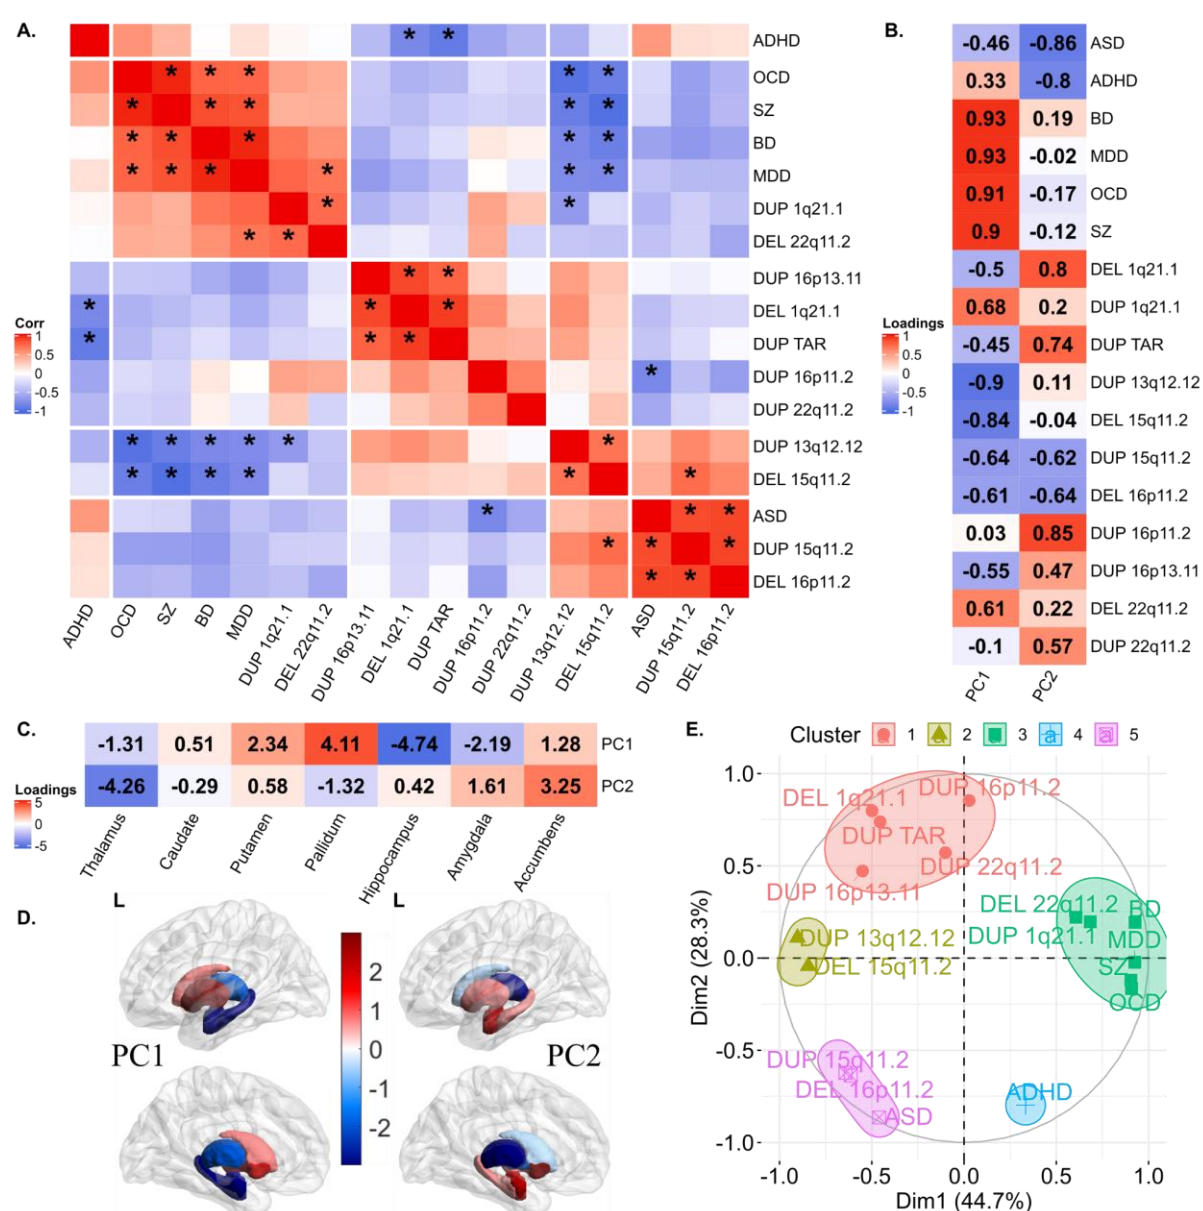 A.
ADHD
OCD
SZ
BD
MDD
DUP 1q21.1
DEL 22q11.2
DUP 16p13.11
DEL 1q21.1
DUP TAR
DUP 16p11.2
DUP 22q11.2
DUP 13q12.12
DEL 15q11.2
ASD
DUP 15q11.2
DEL 16p11.2
Corr
1
0.5
0
-0.5
-1
ADHD
OCD
SZ
BD
MDD
DUP 1q21.1
DEL 22q11.2
DUP 16p13.11
DEL 1q21.1
DUP TAR
DUP 16p11.2
DUP 22q11.2
DUP 13q12.12
DEL 15q11.2
ASD
DUP 15q11.2
DEL 16p11.2
B.
-0.46 -0.86 ASD
0.33 -0.8 ADHD
0.93 0.19 BD
0.93 -0.02 MDD
0.91 -0.17 OCD
0.9 -0.12 SZ
-0.5 0.8 DEL 1q21.1
0.68 0.2 DUP 1q21.1
-0.45 0.74 DUP TAR
-0.9 0.11 DUP 13q12.12
-0.84 -0.04 DEL 15q11.2
-0.64 -0.62 DUP 15q11.2
-0.61 -0.64 DEL 16p11.2
0.03 0.85 DUP 16p11.2
-0.55 0.47 DUP 16p13.11
0.61 0.22 DEL 22q11.2
-0.1 0.57 DUP 22q11.2
PC1 PC2
Loadings
1
0.5
0
-0.5
-1
C.
-1.31 0.51 2.34 4.11 -4.74 -2.19 1.28 PC1
-4.26 -0.29 0.58 -1.32 0.42 1.61 3.25 PC2
Loadings
5
0
-5
Thalamus
Caudate
Putamen
Pallidum
Hippocampus
Amygdala
Accumbens
D.
L
L
PC1
PC2
2
1
0
-1
-2
E.
Cluster 1 2 3 4 5
a a a a a
1.0
0.5
0.0
-0.5
-1.0
Dim2 (28.3%)
DUP 16p11.2
DEL 1q21.1
DUP TAR
DUP 22q11.2
DUP 16p13.11
DEL 22q11.2
BD
DUP 1q21.1
MDD
DUP 13q12.12
DEL 15q11.2
SZ
OCD
DUP 15q11.2
DEL 16p11.2
ASD
ADHD
-1.0 -0.5 0.0 0.5 1.0
Dim1 (44.7%)